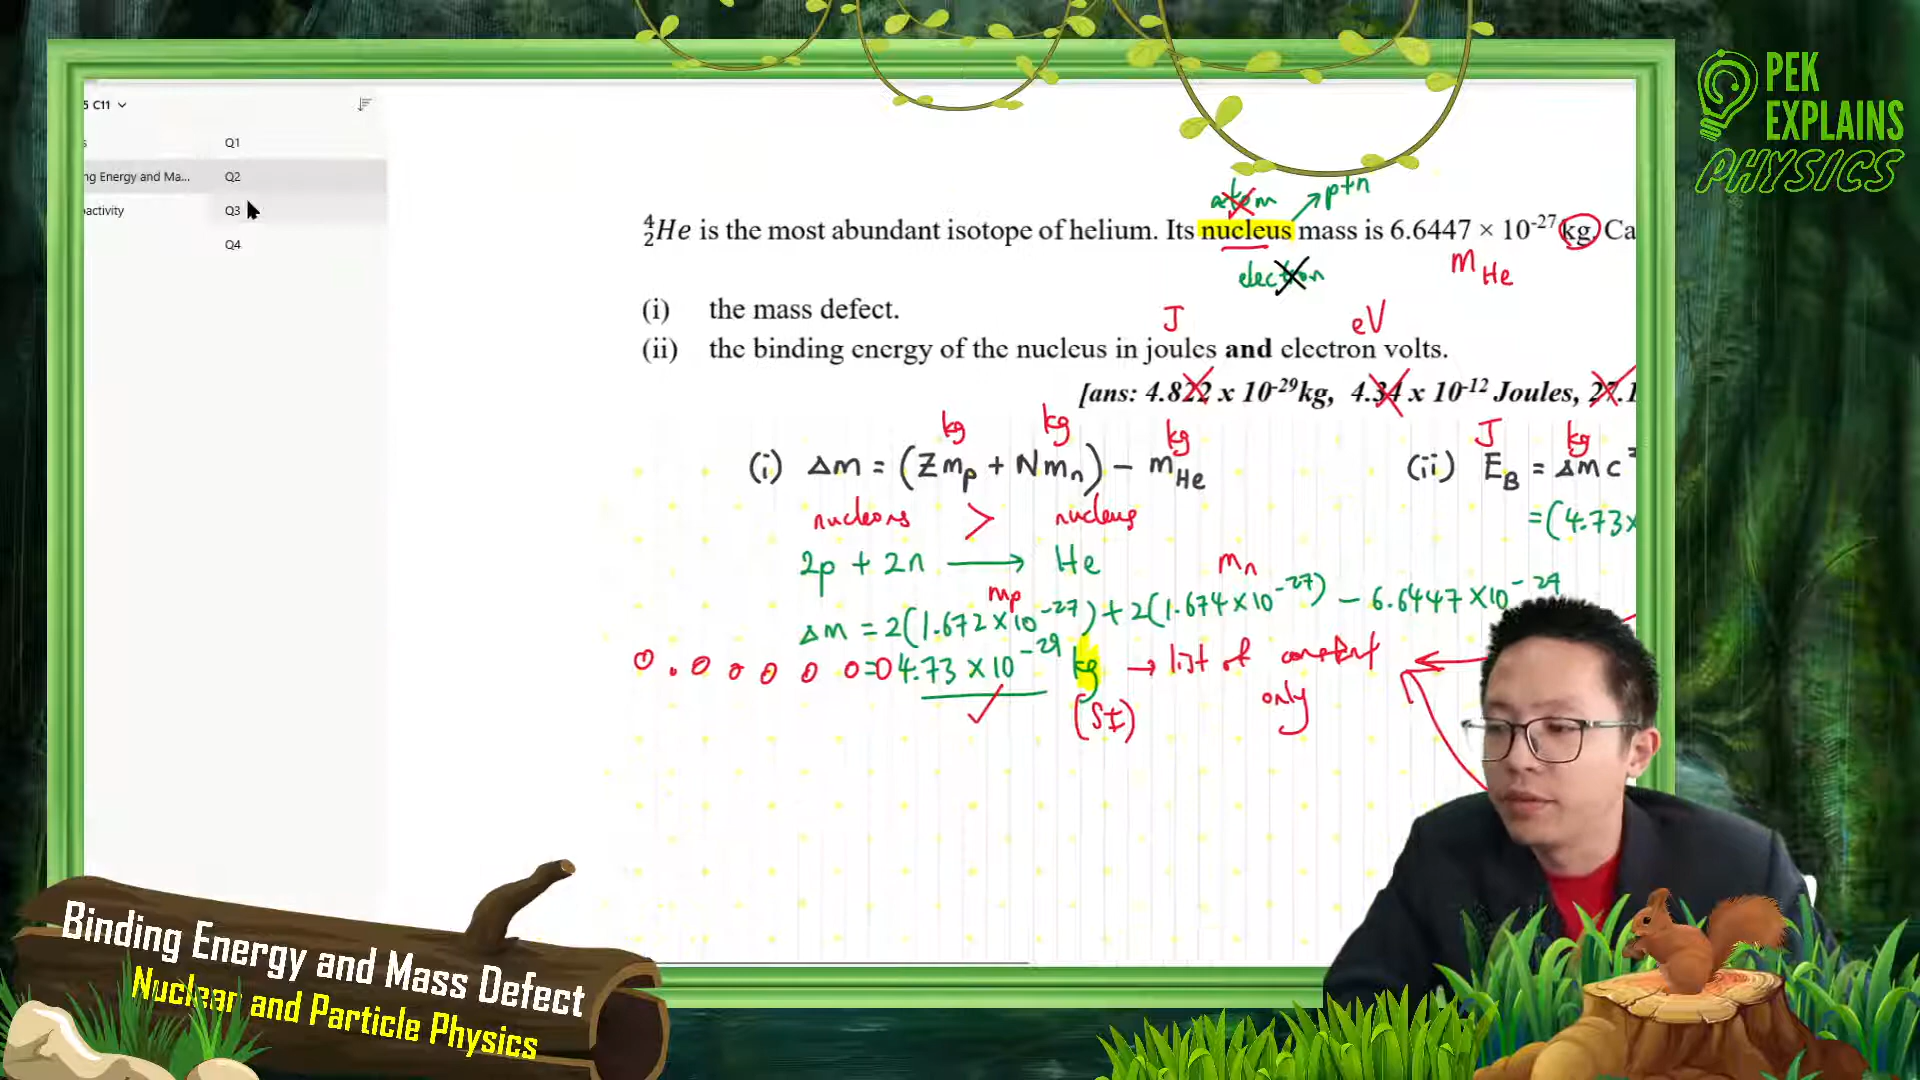 PEK
EXPLAINS
PHYSICS
5 C11
Q1
ng Energy and Ma... Q2
oactivity Q3
Q4
atom p+n
⁴₂He is the most abundant isotope of helium. Its nucleus mass is 6.6447 × 10⁻²⁷ kg. Ca
electron m_He
(i) the mass defect.
J eV
(ii) the binding energy of the nucleus in joules and electron volts.
[ans: 4.822 x 10⁻²⁹kg, 4.34 x 10⁻¹² Joules, 27.1
kg kg kg J kg
(i) Δm = (Zm_p + Nm_n) − m_He (ii) E_B = Δmc²
nucleons > nucleus
= (4.73×
2p + 2n ⟶ He
m_p m_n
Δm = 2(1.672×10⁻²⁷) + 2(1.674×10⁻²⁷) − 6.6447×10⁻²⁷
0.00000=04.73 ×10⁻²⁹ kg → list of constant
(SI) only
Binding Energy and Mass Defect
Nuclear and Particle Physics